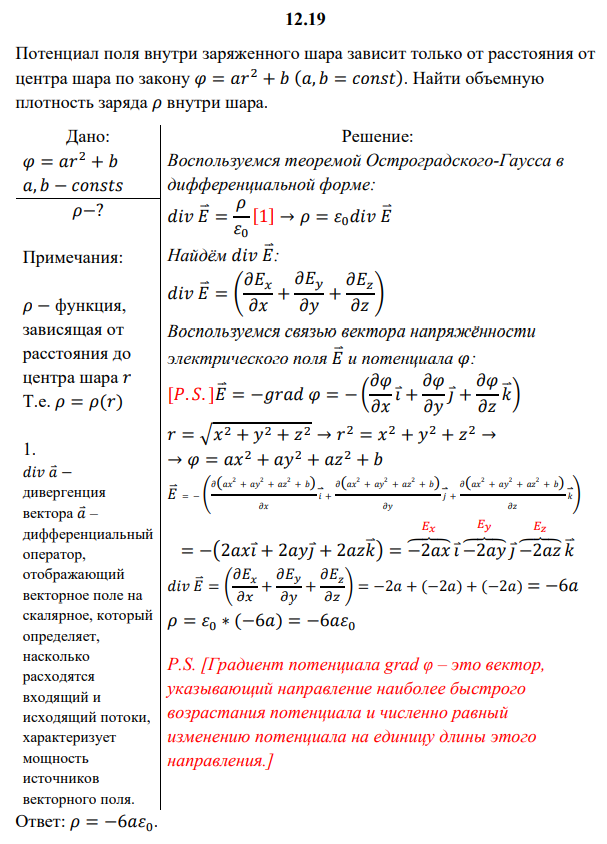 12.19
Потенциал поля внутри заряженного шара зависит только от расстояния от
центра шара по закону φ = ar² + b (a, b = const). Найти объемную
плотность заряда ρ внутри шара.
Дано:
φ = ar² + b
a, b − consts
ρ−?
Примечания:
ρ − функция,
зависящая от
расстояния до
центра шара r
Т.е. ρ = ρ(r)
1.
div a⃗ –
дивергенция
вектора a⃗ –
дифференциальный
оператор,
отображающий
векторное поле на
скалярное, который
определяет,
насколько
расходятся
входящий и
исходящий потоки,
характеризует
мощность
источников
векторного поля.
Решение:
Воспользуемся теоремой Остроградского-Гаусса в
дифференциальной форме:
div E⃗ = ρ/ε₀ [1] → ρ = ε₀div E⃗
Найдём div E⃗:
div E⃗ = (∂Eₓ/∂x + ∂E_y/∂y + ∂E_z/∂z)
Воспользуемся связью вектора напряжённости
электрического поля E⃗ и потенциала φ:
[P.S.]E⃗ = −grad φ = −(∂φ/∂x i⃗ + ∂φ/∂y j⃗ + ∂φ/∂z k⃗)
r = √(x² + y² + z²) → r² = x² + y² + z² →
→ φ = ax² + ay² + az² + b
E⃗ = −(∂(ax² + ay² + az² + b)/∂x i⃗ + ∂(ax² + ay² + az² + b)/∂y j⃗ + ∂(ax² + ay² + az² + b)/∂z k⃗)
Eₓ E_y E_z
= −(2axi⃗ + 2ayj⃗ + 2azk⃗) = −2ax i⃗ −2ay j⃗ −2az k⃗
div E⃗ = (∂Eₓ/∂x + ∂E_y/∂y + ∂E_z/∂z) = −2a + (−2a) + (−2a) = −6a
ρ = ε₀ ∗ (−6a) = −6aε₀
P.S. [Градиент потенциала grad φ – это вектор,
указывающий направление наиболее быстрого
возрастания потенциала и численно равный
изменению потенциала на единицу длины этого
направления.]
Ответ: ρ = −6aε₀.